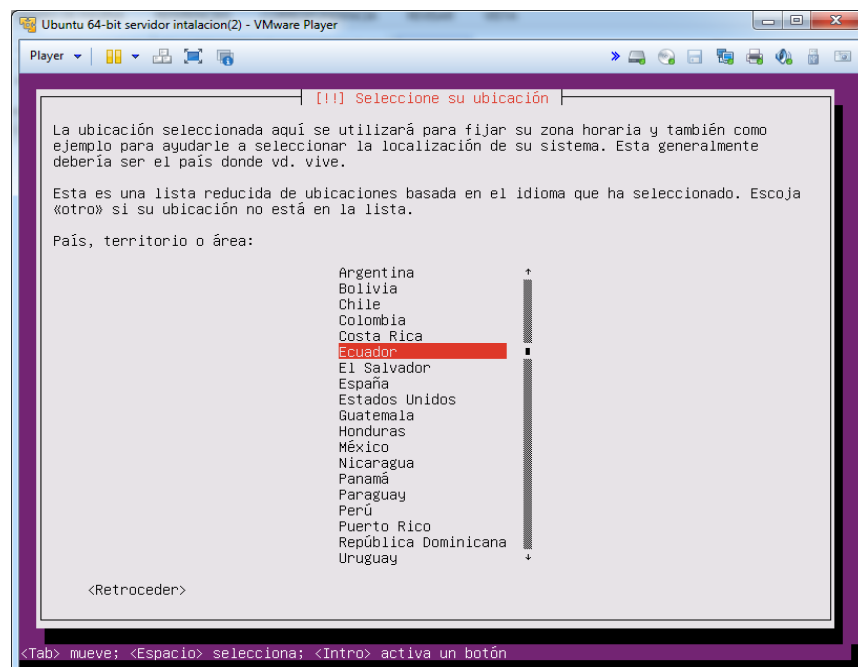 Ubuntu 64-bit servidor intalacion(2) - VMware Player
Player
[!!] Seleccione su ubicación
La ubicación seleccionada aquí se utilizará para fijar su zona horaria y también como
ejemplo para ayudarle a seleccionar la localización de su sistema. Esta generalmente
debería ser el país donde vd. vive.
Esta es una lista reducida de ubicaciones basada en el idioma que ha seleccionado. Escoja
«otro» si su ubicación no está en la lista.
País, territorio o área:
Argentina
Bolivia
Chile
Colombia
Costa Rica
Ecuador
El Salvador
España
Estados Unidos
Guatemala
Honduras
México
Nicaragua
Panamá
Paraguay
Perú
Puerto Rico
República Dominicana
Uruguay
<Retroceder>
<Tab> mueve; <Espacio> selecciona; <Intro> activa un botón